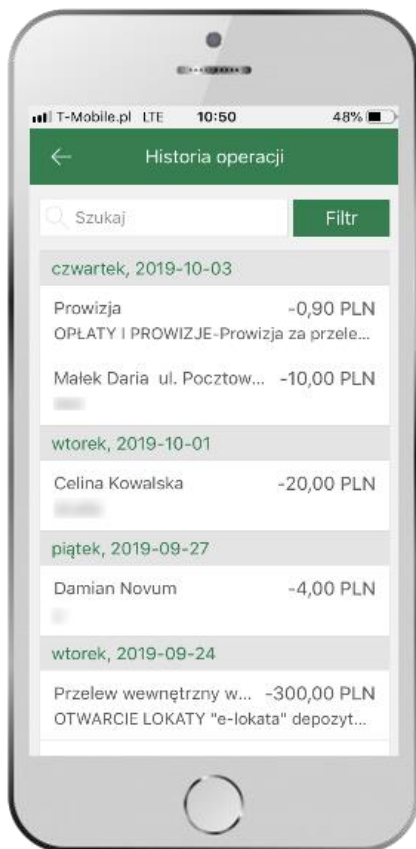 T-Mobile.pl LTE 10:50 48%
Historia operacji
Szukaj Filtr
czwartek, 2019-10-03
Prowizja -0,90 PLN
OPŁATY I PROWIZJE-Prowizja za przele...
Małek Daria ul. Pocztow... -10,00 PLN
wtorek, 2019-10-01
Celina Kowalska -20,00 PLN
piątek, 2019-09-27
Damian Novum -4,00 PLN
wtorek, 2019-09-24
Przelew wewnętrzny w... -300,00 PLN
OTWARCIE LOKATY "e-lokata" depozyt...